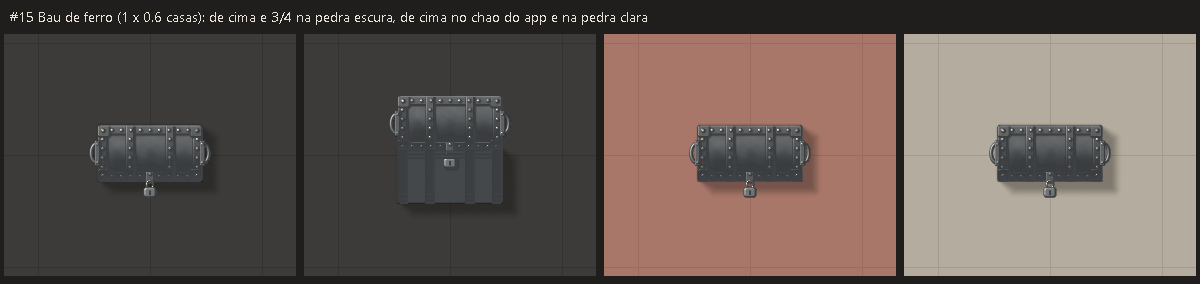 #15 Bau de ferro (1 x 0.6 casas): de cima e 3/4 na pedra escura, de cima no chao do app e na pedra clara